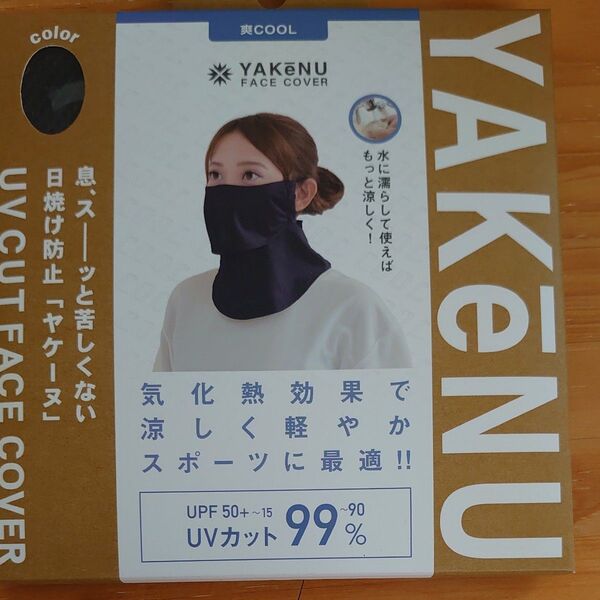 color
息、スーッと苦しくない
日焼け防止「ヤケーヌ」
UV CUT FACE COVER
爽COOL
YAKēNU
FACE COVER
水に濡らして使えば
もっと涼しく！
気化熱効果で
涼しく軽やか
スポーツに最適!!
UPF 50+~15
UVカット 99~90%
YAKēNU